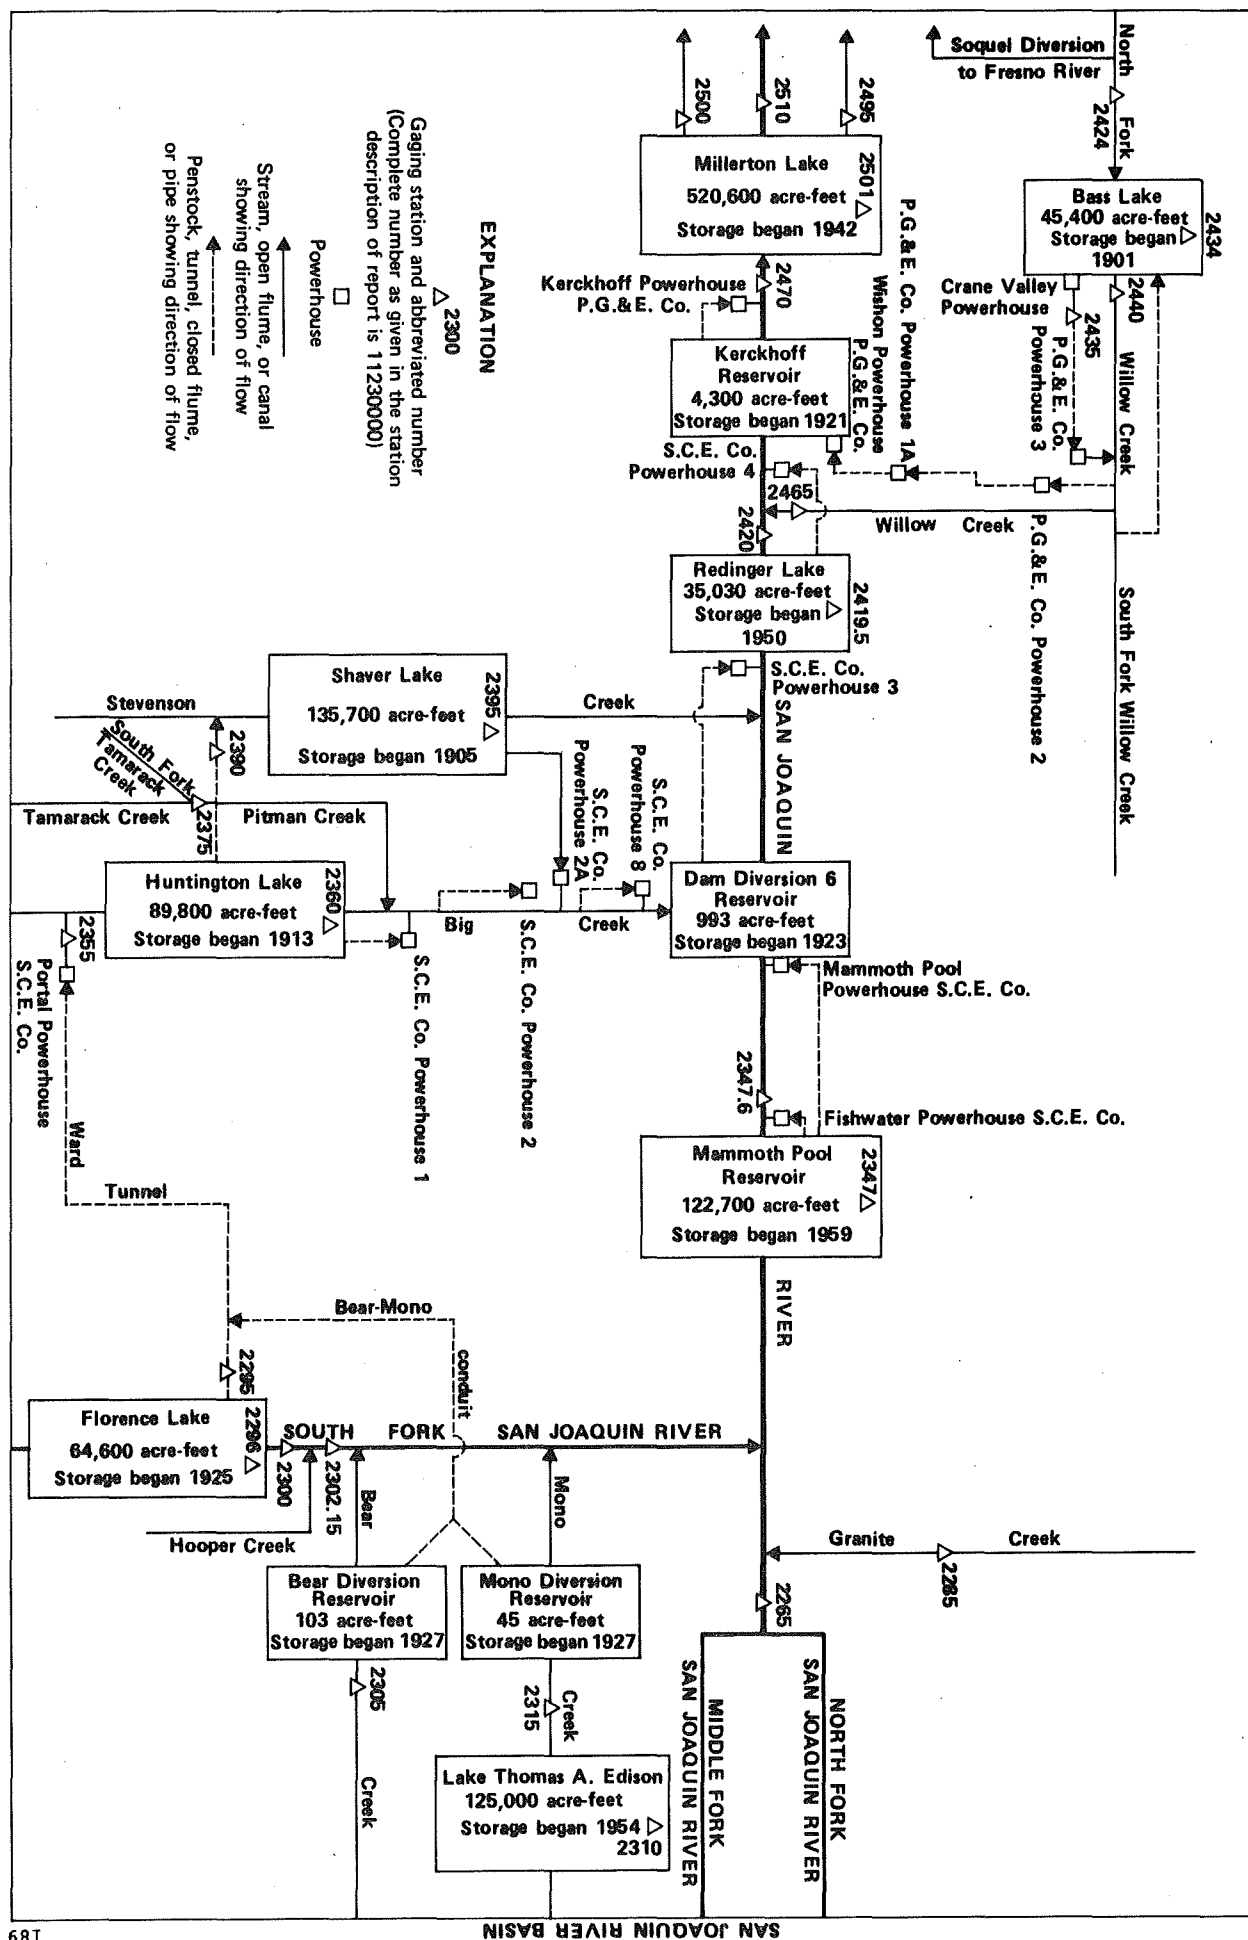 North
Fork
Soquel Diversion
to Fresno River
2424
Bass Lake
45,400 acre-feet
Storage began
1901
2434
2440
Crane Valley
Powerhouse
2435
P.G.&E. Co.
Powerhouse 3
Willow Creek
South Fork Willow Creek
P.G.&E. Co. Powerhouse 2
P.G.&E. Co. Powerhouse 1A
Wishon Powerhouse
P.G.&E. Co.
2500
2510
2495
Millerton Lake
520,600 acre-feet
Storage began 1942
2501
Kerckhoff Powerhouse
P.G.&E. Co.
2470
Kerckhoff
Reservoir
4,300 acre-feet
Storage began 1921
S.C.E. Co.
Powerhouse 4
2465
Willow Creek
2420
Redinger Lake
35,030 acre-feet
Storage began
1950
2419.5
S.C.E. Co.
Powerhouse 3
SAN JOAQUIN
EXPLANATION
2300
Gaging station and abbreviated number
(Complete number as given in the station
description of report is 11230000)
Powerhouse
Stream, open flume, or canal
showing direction of flow
Penstock, tunnel, closed flume,
or pipe showing direction of flow
Shaver Lake
135,700 acre-feet
Storage began 1905
2395
Stevenson
Creek
2390
South Fork
Tamarack
Creek
Tamarack Creek
2375
Pitman Creek
S.C.E. Co.
Powerhouse 2A
S.C.E. Co.
Powerhouse 8
Huntington Lake
89,800 acre-feet
Storage began 1913
2360
Big
Creek
2355
Portal Powerhouse
S.C.E. Co.
S.C.E. Co. Powerhouse 1
S.C.E. Co. Powerhouse 2
Dam Diversion 6
Reservoir
993 acre-feet
Storage began 1923
Mammoth Pool
Powerhouse S.C.E. Co.
2347.6
Fishwater Powerhouse S.C.E. Co.
Mammoth Pool
Reservoir
122,700 acre-feet
Storage began 1959
2347
RIVER
Ward
Tunnel
Bear-Mono
conduit
2295
Florence Lake
64,600 acre-feet
Storage began 1925
2296
SOUTH FORK SAN JOAQUIN RIVER
2300
2302.15
Bear
Mono
Hooper Creek
Granite
Creek
2285
2265
Bear Diversion
Reservoir
103 acre-feet
Storage began 1927
Mono Diversion
Reservoir
45 acre-feet
Storage began 1927
2305
Creek
Creek
2315
Lake Thomas A. Edison
125,000 acre-feet
Storage began 1954
2310
MIDDLE FORK
SAN JOAQUIN RIVER
NORTH FORK
SAN JOAQUIN RIVER
SAN JOAQUIN RIVER BASIN
189